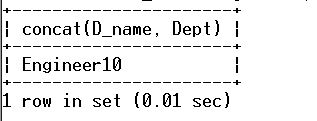 +-----------------------+
| concat(D_name, Dept) |
+-----------------------+
| Engineer10 |
+-----------------------+
1 row in set (0.01 sec)